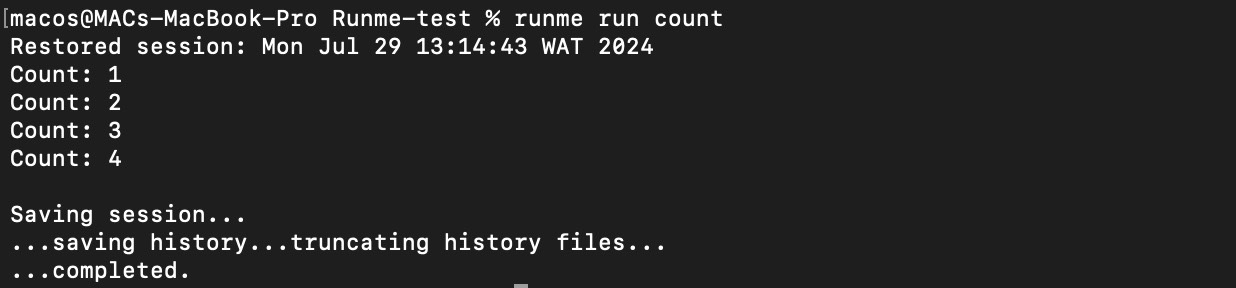 [macos@MACs-MacBook-Pro Runme-test % runme run count
Restored session: Mon Jul 29 13:14:43 WAT 2024
Count: 1
Count: 2
Count: 3
Count: 4
Saving session...
...saving history...truncating history files...
...completed.